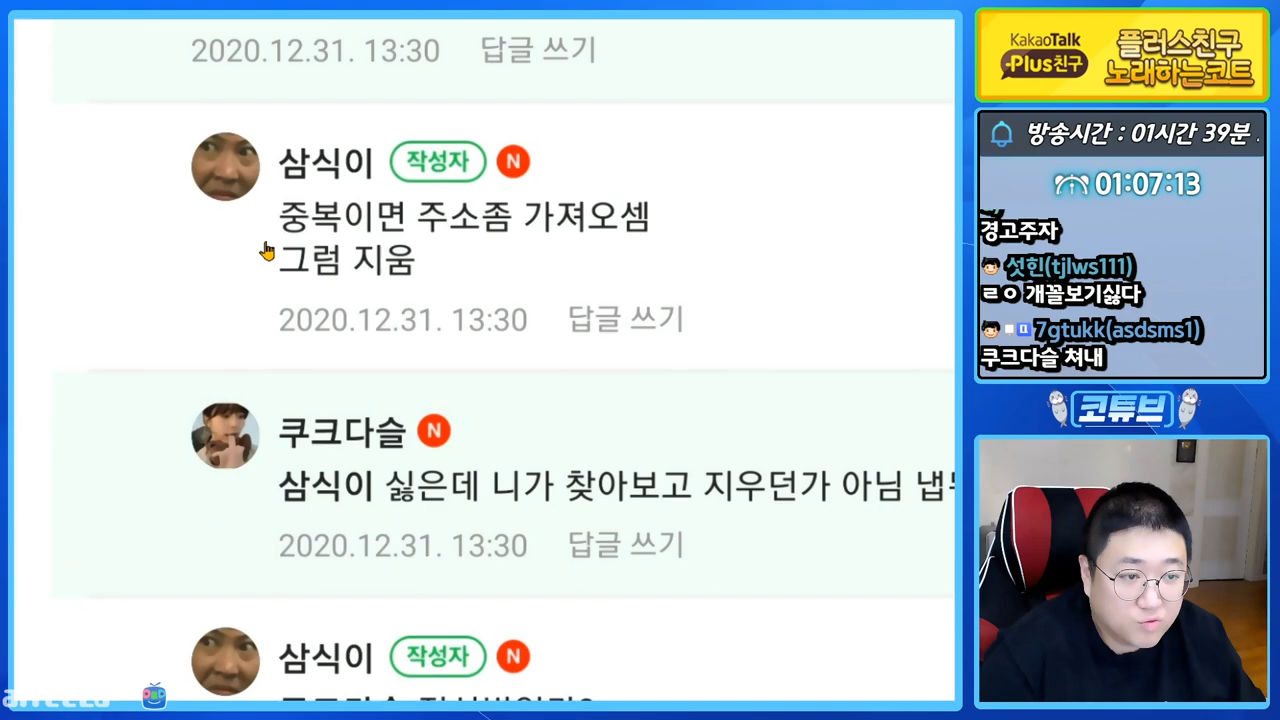 2020.12.31. 13:30 답글 쓰기
삼식이 작성자 N
중복이면 주소좀 가져오셈
그럼 지움
2020.12.31. 13:30 답글 쓰기
쿠크다슬 N
삼식이 싫은데 니가 찾아보고 지우던가 아님 냅
2020.12.31. 13:30 답글 쓰기
삼식이 작성자 N
KakaoTalk
Plus친구
플러스친구
노래하는코트
방송시간 : 01시간 39분
01:07:13
경고주자
섯힌(tjlws111)
ㄹㅇ 개꼴보기싫다
7gtukk(asdsms1)
쿠크다슬 쳐내
코튜브